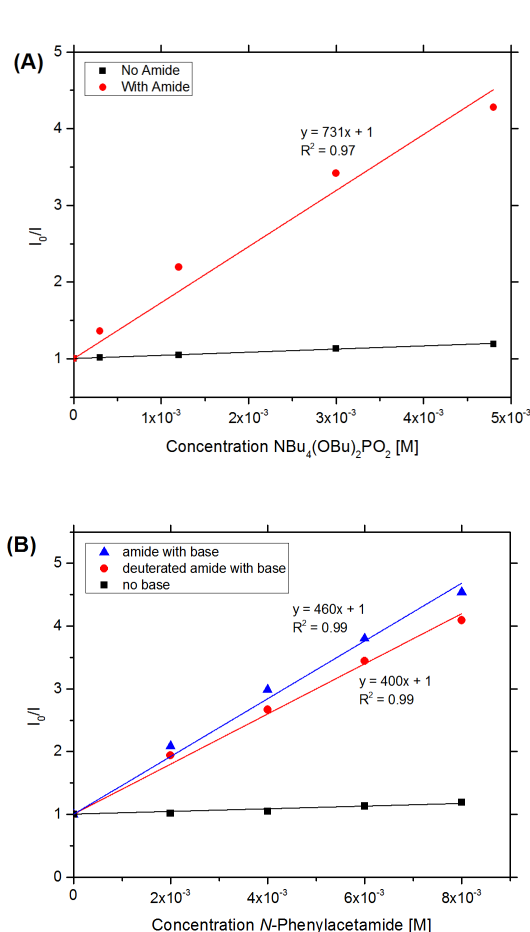 (A)
No Amide
With Amide
y = 731x + 1
R² = 0.97
I₀/I
5
4
3
2
1
0
1x10⁻³
2x10⁻³
3x10⁻³
4x10⁻³
5x10⁻³
Concentration NBu₄(OBu)₂PO₂ [M]
(B)
amide with base
deuterated amide with base
no base
y = 460x + 1
R² = 0.99
y = 400x + 1
R² = 0.99
I₀/I
5
4
3
2
1
0
0
2x10⁻³
4x10⁻³
6x10⁻³
8x10⁻³
Concentration N-Phenylacetamide [M]